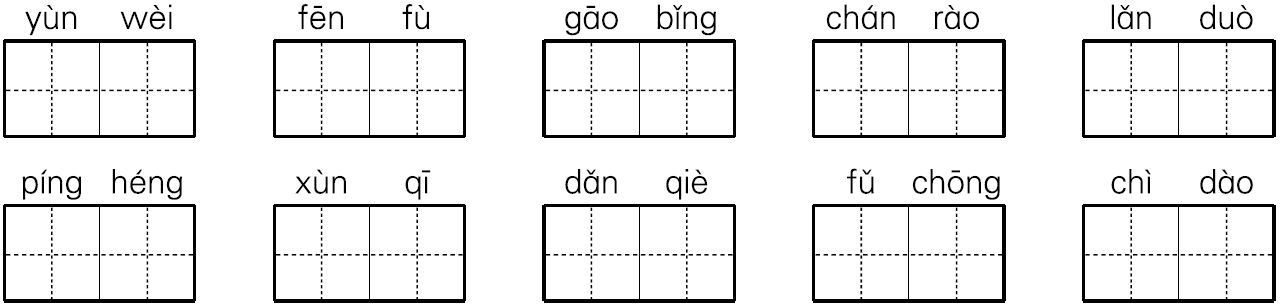 yùn wèi fēn fù gāo bǐng chán rào lǎn duò
píng héng xùn qī dǎn qiè fǔ chōng chì dào